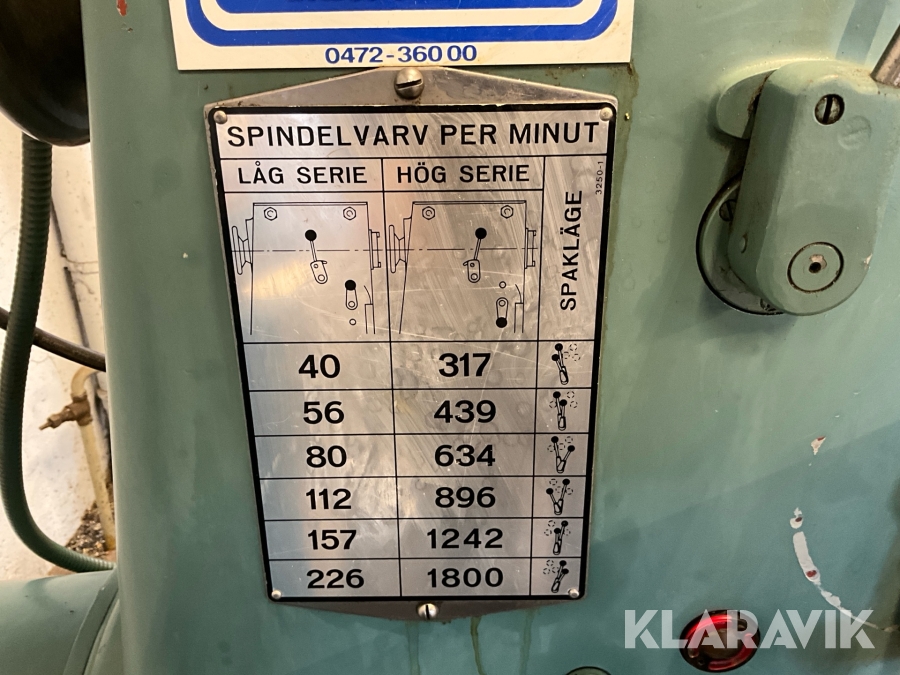 0472-360 00
SPINDELVARV PER MINUT
LÅG SERIE HÖG SERIE SPAKLÄGE 3250-1
40 317
56 439
80 634
112 896
157 1242
226 1800
KLARAVIK